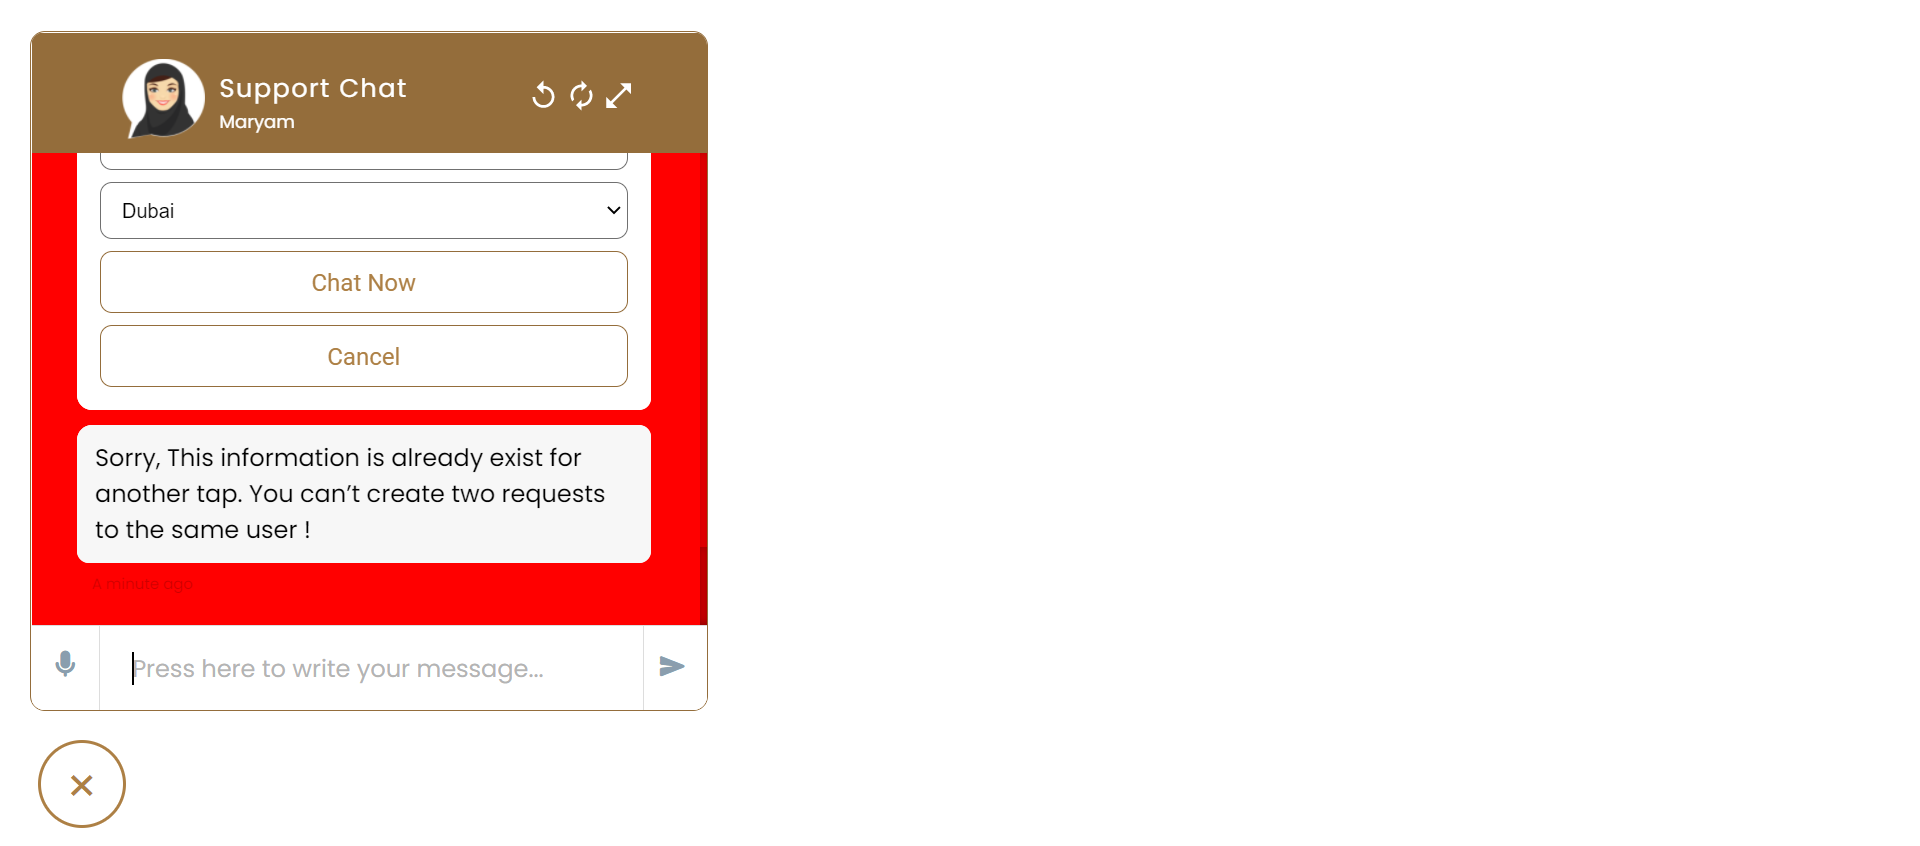 Support Chat
Maryam
Dubai
Chat Now
Cancel
Sorry, This information is already exist for
another tap. You can’t create two requests
to the same user !
A minute ago
Press here to write your message...